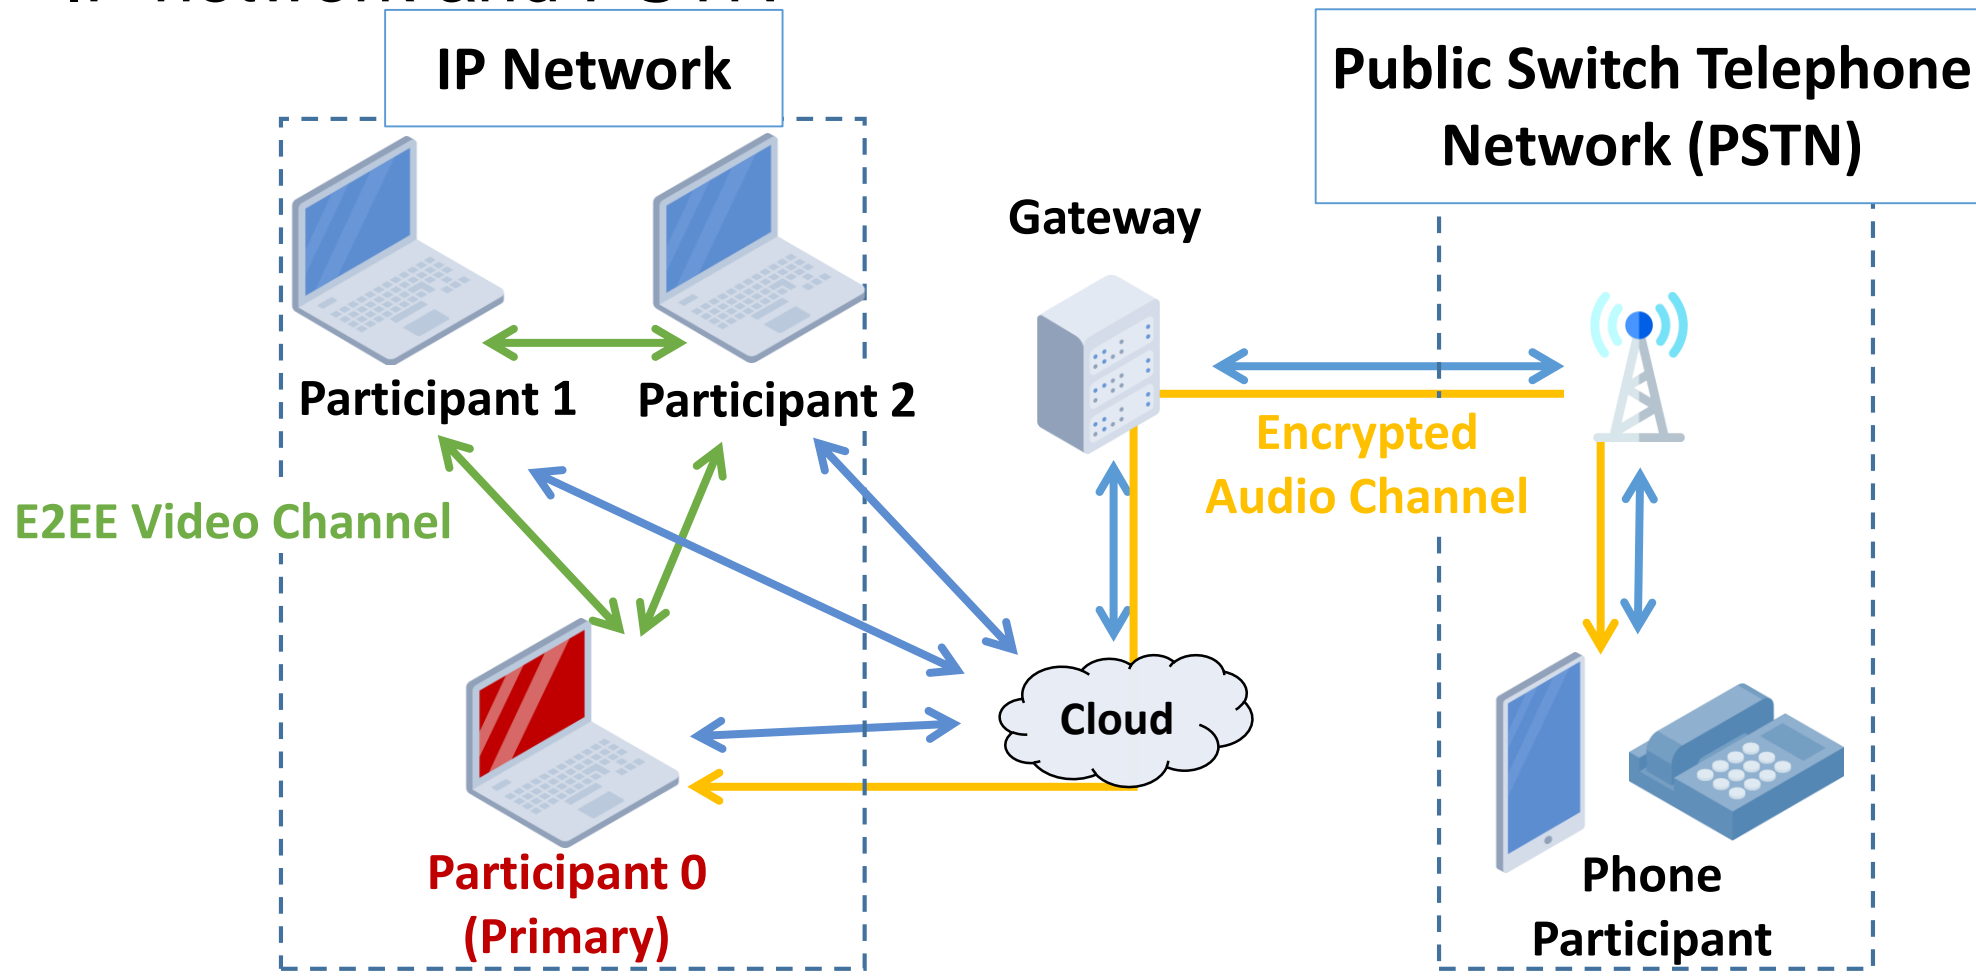 IP Network
Public Switch Telephone
Network (PSTN)
Gateway
Participant 1
Participant 2
Encrypted
Audio Channel
E2EE Video Channel
Cloud
Participant 0
(Primary)
Phone
Participant